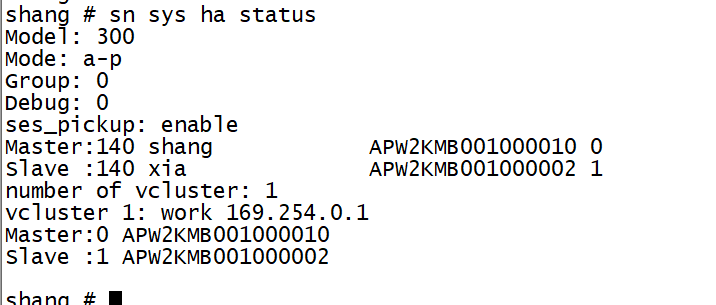 shang # sn sys ha status
Model: 300
Mode: a-p
Group: 0
Debug: 0
ses_pickup: enable
Master:140 shang            APW2KMB001000010 0
Slave :140 xia              APW2KMB001000002 1
number of vcluster: 1
vcluster 1: work 169.254.0.1
Master:0 APW2KMB001000010
Slave :1 APW2KMB001000002
shang #